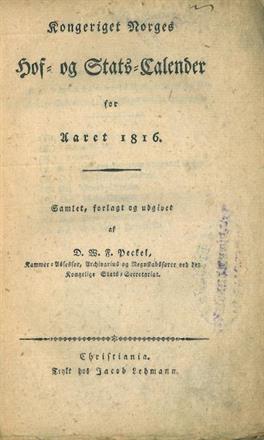 Kongeriget Norges
Hof- og Stats-Calender
for
Aaret 1816.
Samlet, forlagt og udgivet
af
D. W. F. Peckel,
Kammer-Assessor, Archivarius og Regnskabsfører ved det
Kongelige Stats-Secretariat.
Christiania.
Trykt hos Jacob Lehmann.